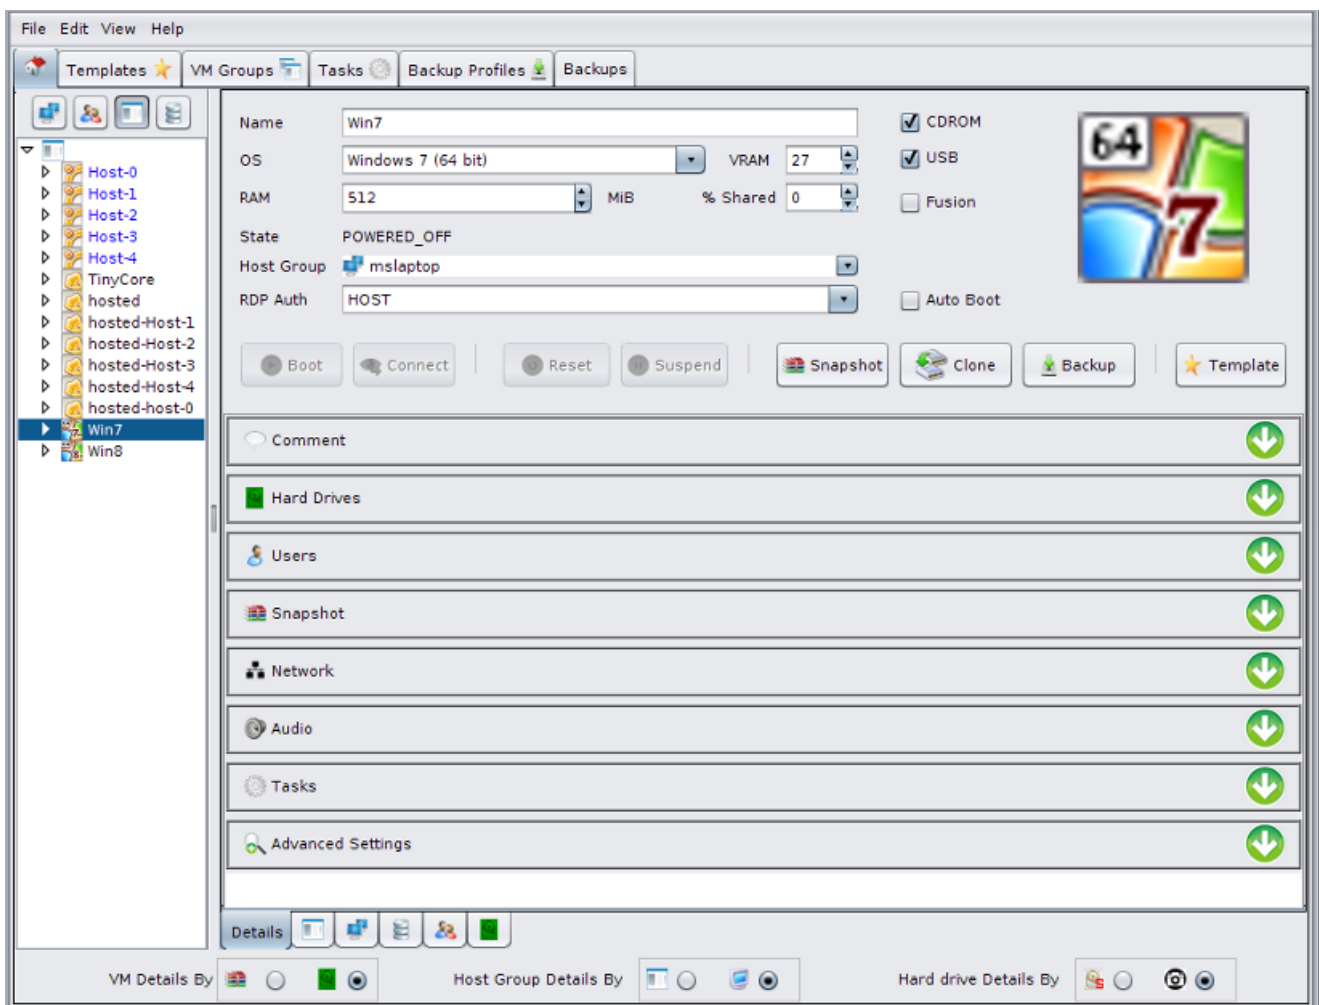 File Edit View Help
Templates VM Groups Tasks Backup Profiles Backups
Name Win7 CDROM
OS Windows 7 (64 bit) VRAM 27 USB
RAM 512 MiB % Shared 0 Fusion
State POWERED_OFF
Host Group mslaptop
RDP Auth HOST Auto Boot
64
7
Boot Connect Reset Suspend Snapshot Clone Backup Template
Host-0
Host-1
Host-2
Host-3
Host-4
TinyCore
hosted
hosted-Host-1
hosted-Host-2
hosted-Host-3
hosted-Host-4
hosted-host-0
Win7
Win8
Comment
Hard Drives
Users
Snapshot
Network
Audio
Tasks
Advanced Settings
Details
VM Details By Host Group Details By Hard drive Details By